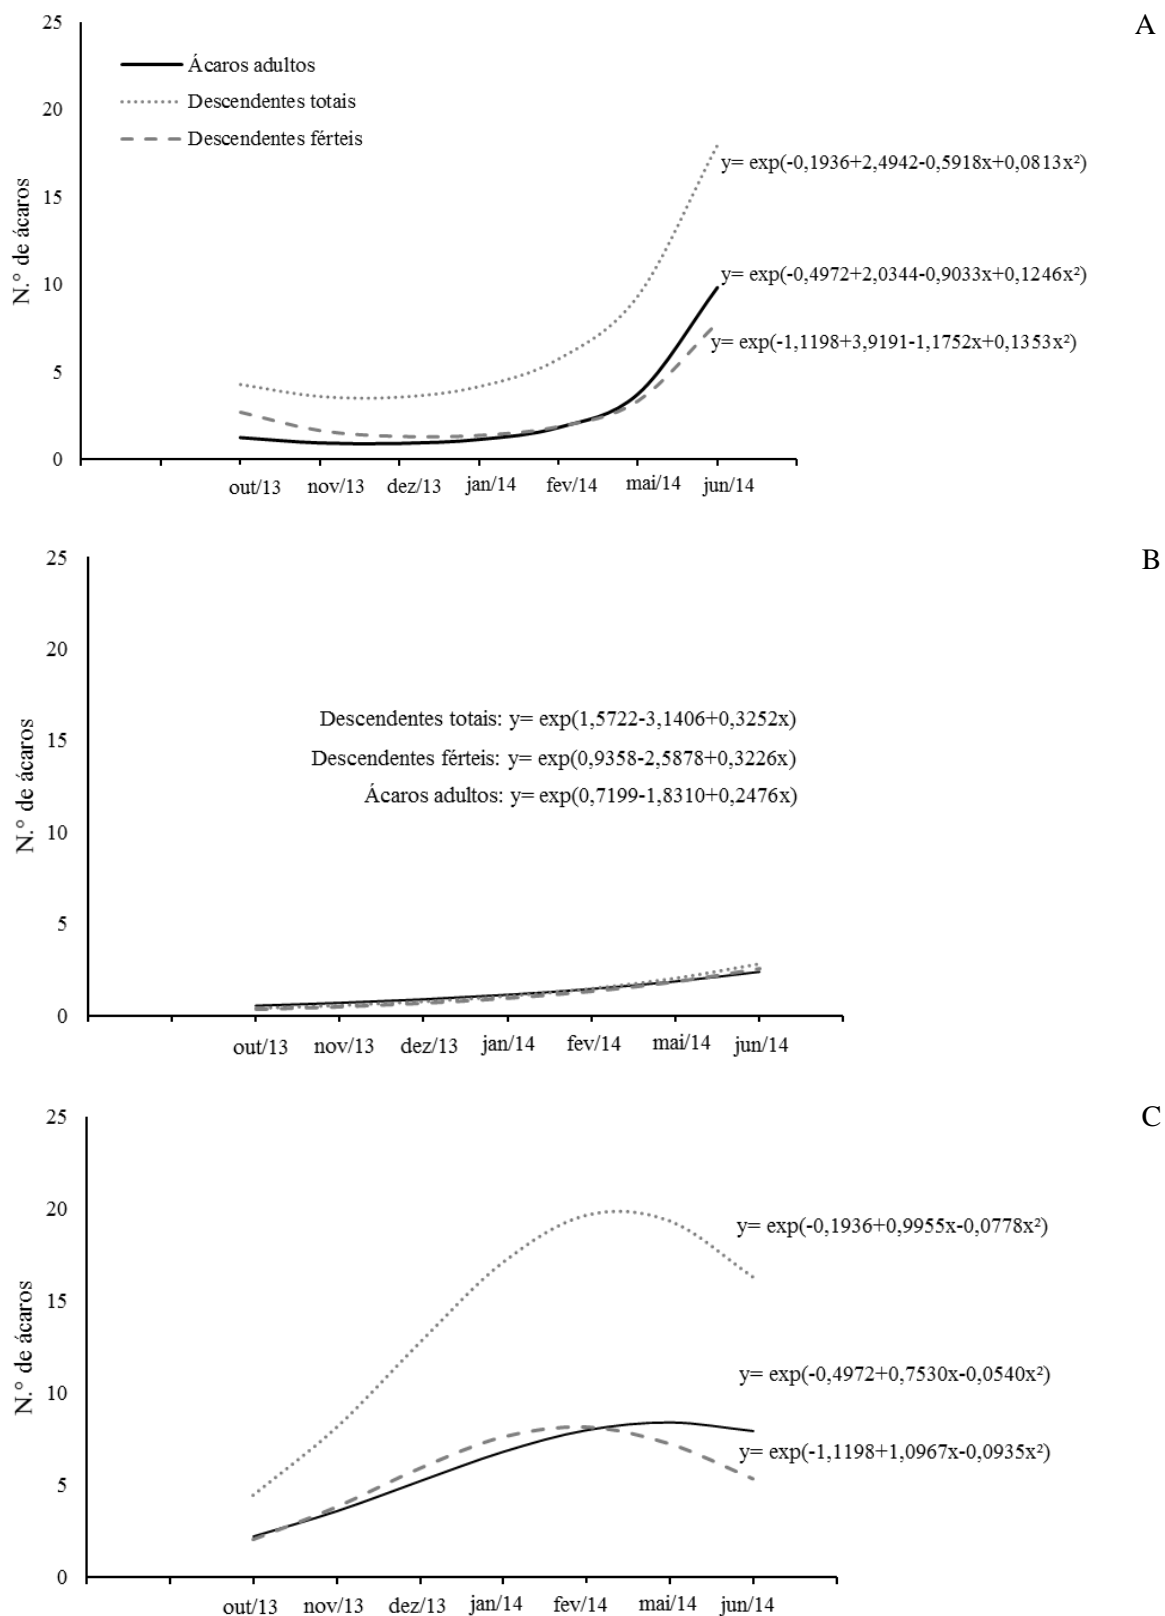 A
25
20
15
10
5
0
N.° de ácaros
Ácaros adultos
Descendentes totais
Descendentes férteis
y= exp(-0,1936+2,4942-0,5918x+0,0813x²)
y= exp(-0,4972+2,0344-0,9033x+0,1246x²)
y= exp(-1,1198+3,9191-1,1752x+0,1353x²)
out/13 nov/13 dez/13 jan/14 fev/14 mai/14 jun/14
B
25
20
15
10
5
0
N.° de ácaros
Descendentes totais: y= exp(1,5722-3,1406+0,3252x)
Descendentes férteis: y= exp(0,9358-2,5878+0,3226x)
Ácaros adultos: y= exp(0,7199-1,8310+0,2476x)
out/13 nov/13 dez/13 jan/14 fev/14 mai/14 jun/14
C
25
20
15
10
5
0
N.° de ácaros
y= exp(-0,1936+0,9955x-0,0778x²)
y= exp(-0,4972+0,7530x-0,0540x²)
y= exp(-1,1198+1,0967x-0,0935x²)
out/13 nov/13 dez/13 jan/14 fev/14 mai/14 jun/14